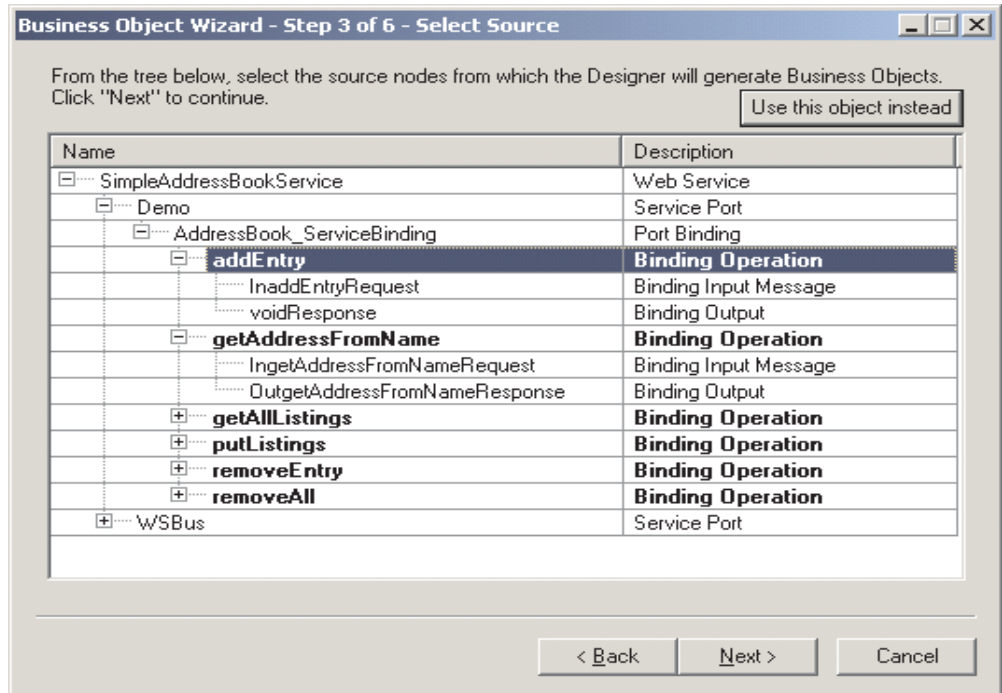 Business Object Wizard - Step 3 of 6 - Select Source
From the tree below, select the source nodes from which the Designer will generate Business Objects.
Click "Next" to continue.
Use this object instead
Name Description
SimpleAddressBookService Web Service
Demo Service Port
AddressBook_ServiceBinding Port Binding
addEntry Binding Operation
InaddEntryRequest Binding Input Message
voidResponse Binding Output
getAddressFromName Binding Operation
IngetAddressFromNameRequest Binding Input Message
OutgetAddressFromNameResponse Binding Output
getAllListings Binding Operation
putListings Binding Operation
removeEntry Binding Operation
removeAll Binding Operation
WSBus Service Port
< Back Next > Cancel